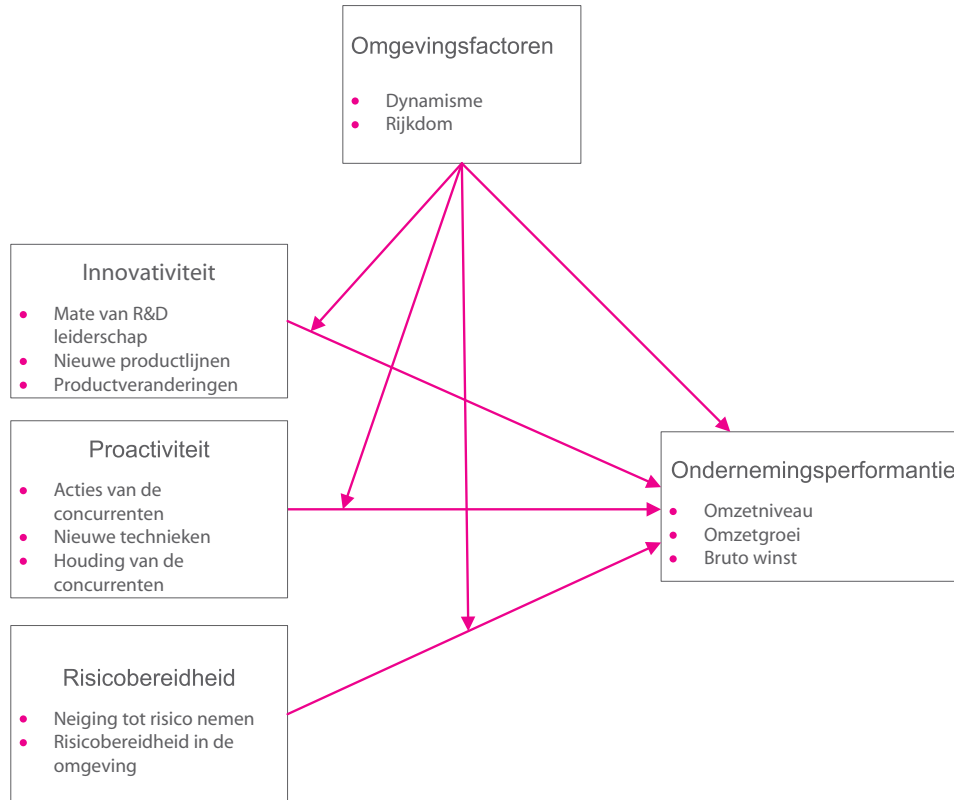 Omgevingsfactoren
Dynamisme
Rijkdom
Innovativiteit
Mate van R&D
leiderschap
Nieuwe productlijnen
Productveranderingen
Proactiviteit
Acties van de
concurrenten
Nieuwe technieken
Houding van de
concurrenten
Risicobereidheid
Neiging tot risico nemen
Risicobereidheid in de
omgeving
Ondernemingsperformantie
Omzetniveau
Omzetgroei
Bruto winst